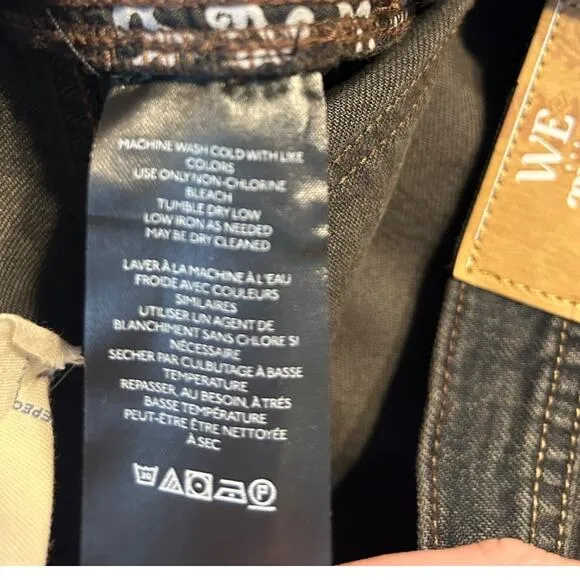 MACHINE WASH COLD WITH LIKE
COLORS
USE ONLY NON-CHLORINE
BLEACH
TUMBLE DRY LOW
LOW IRON AS NEEDED
MAY BE DRY CLEANED
LAVER À LA MACHINE À L'EAU
FROIDE AVEC COULEURS
SIMILAIRES
UTILISER UN AGENT DE
BLANCHIMENT SANS CHLORE SI
NÉCESSAIRE
SECHER PAR CULBUTAGE À BASSE
TEMPERATURE
REPASSER, AU BESOIN, À TRÈS
BASSE TEMPÉRATURE
PEUT-ÊTRE ÊTRE NETTOYÉE
À SEC
30
P
WE